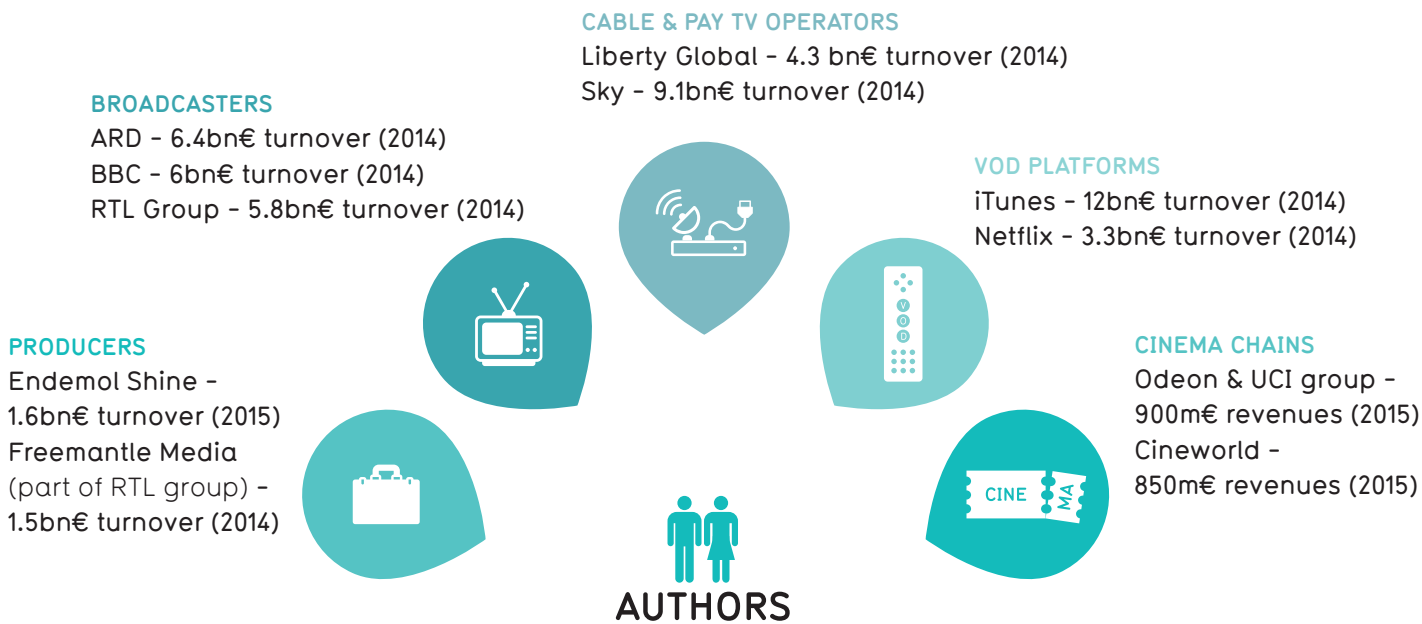 CABLE & PAY TV OPERATORS
Liberty Global - 4.3 bn€ turnover (2014)
Sky - 9.1bn€ turnover (2014)
BROADCASTERS
ARD - 6.4bn€ turnover (2014)
BBC - 6bn€ turnover (2014)
RTL Group - 5.8bn€ turnover (2014)
VOD PLATFORMS
iTunes - 12bn€ turnover (2014)
Netflix - 3.3bn€ turnover (2014)
VOD
PRODUCERS
Endemol Shine -
1.6bn€ turnover (2015)
Freemantle Media
(part of RTL group) -
1.5bn€ turnover (2014)
CINEMA CHAINS
Odeon & UCI group -
900m€ revenues (2015)
Cineworld -
850m€ revenues (2015)
CINE MA
AUTHORS